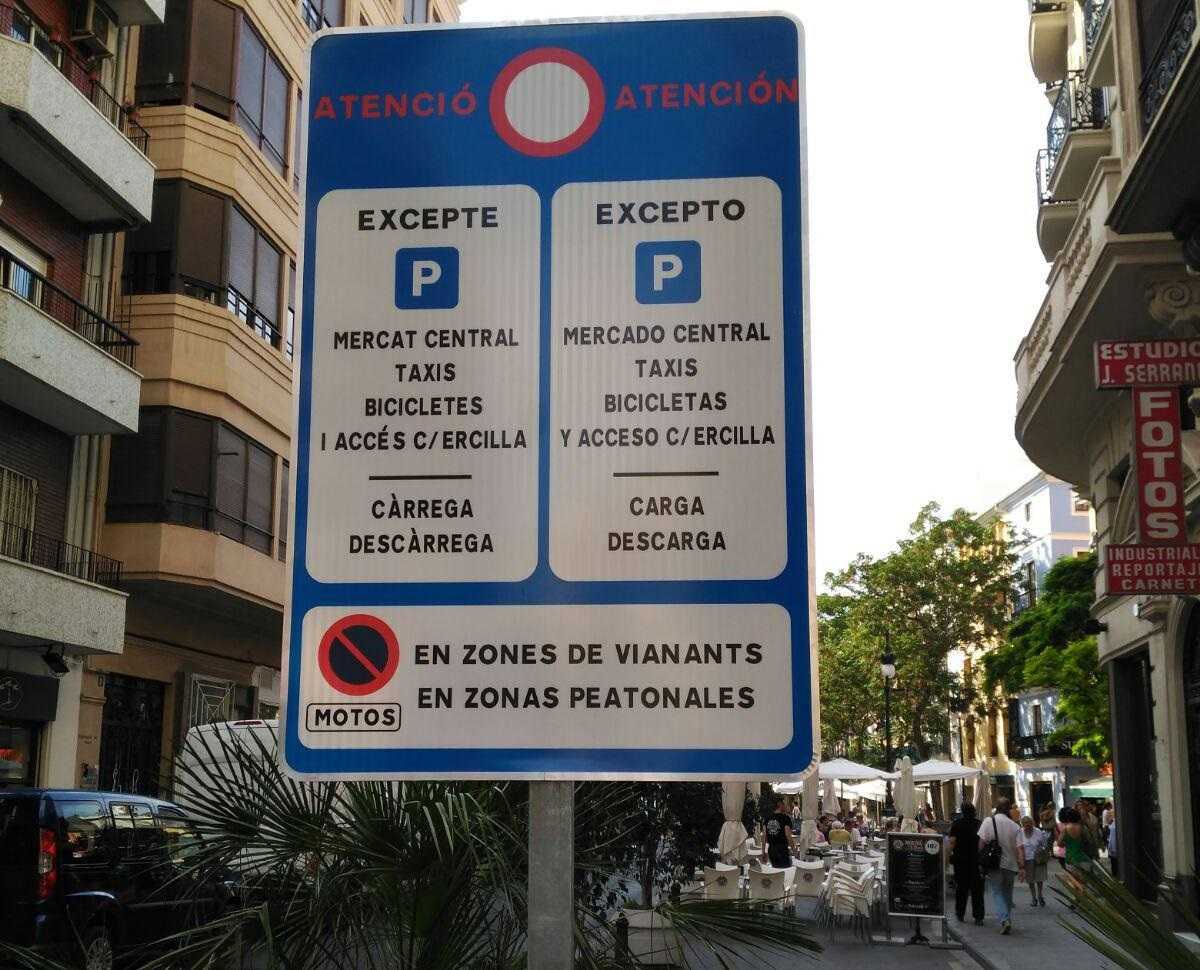 ATENCIÓ ATENCIÓN
EXCEPTE
P
MERCAT CENTRAL
TAXIS
BICICLETES
I ACCÉS C/ERCILLA
CÀRREGA
DESCÀRREGA
EXCEPTO
P
MERCADO CENTRAL
TAXIS
BICICLETAS
Y ACCESO C/ERCILLA
CARGA
DESCARGA
EN ZONES DE VIANANTS
EN ZONAS PEATONALES
MOTOS
ESTUDIO
J. SERRAN
FOTOS
INDUSTRIAL
REPORTAJ
CARNET